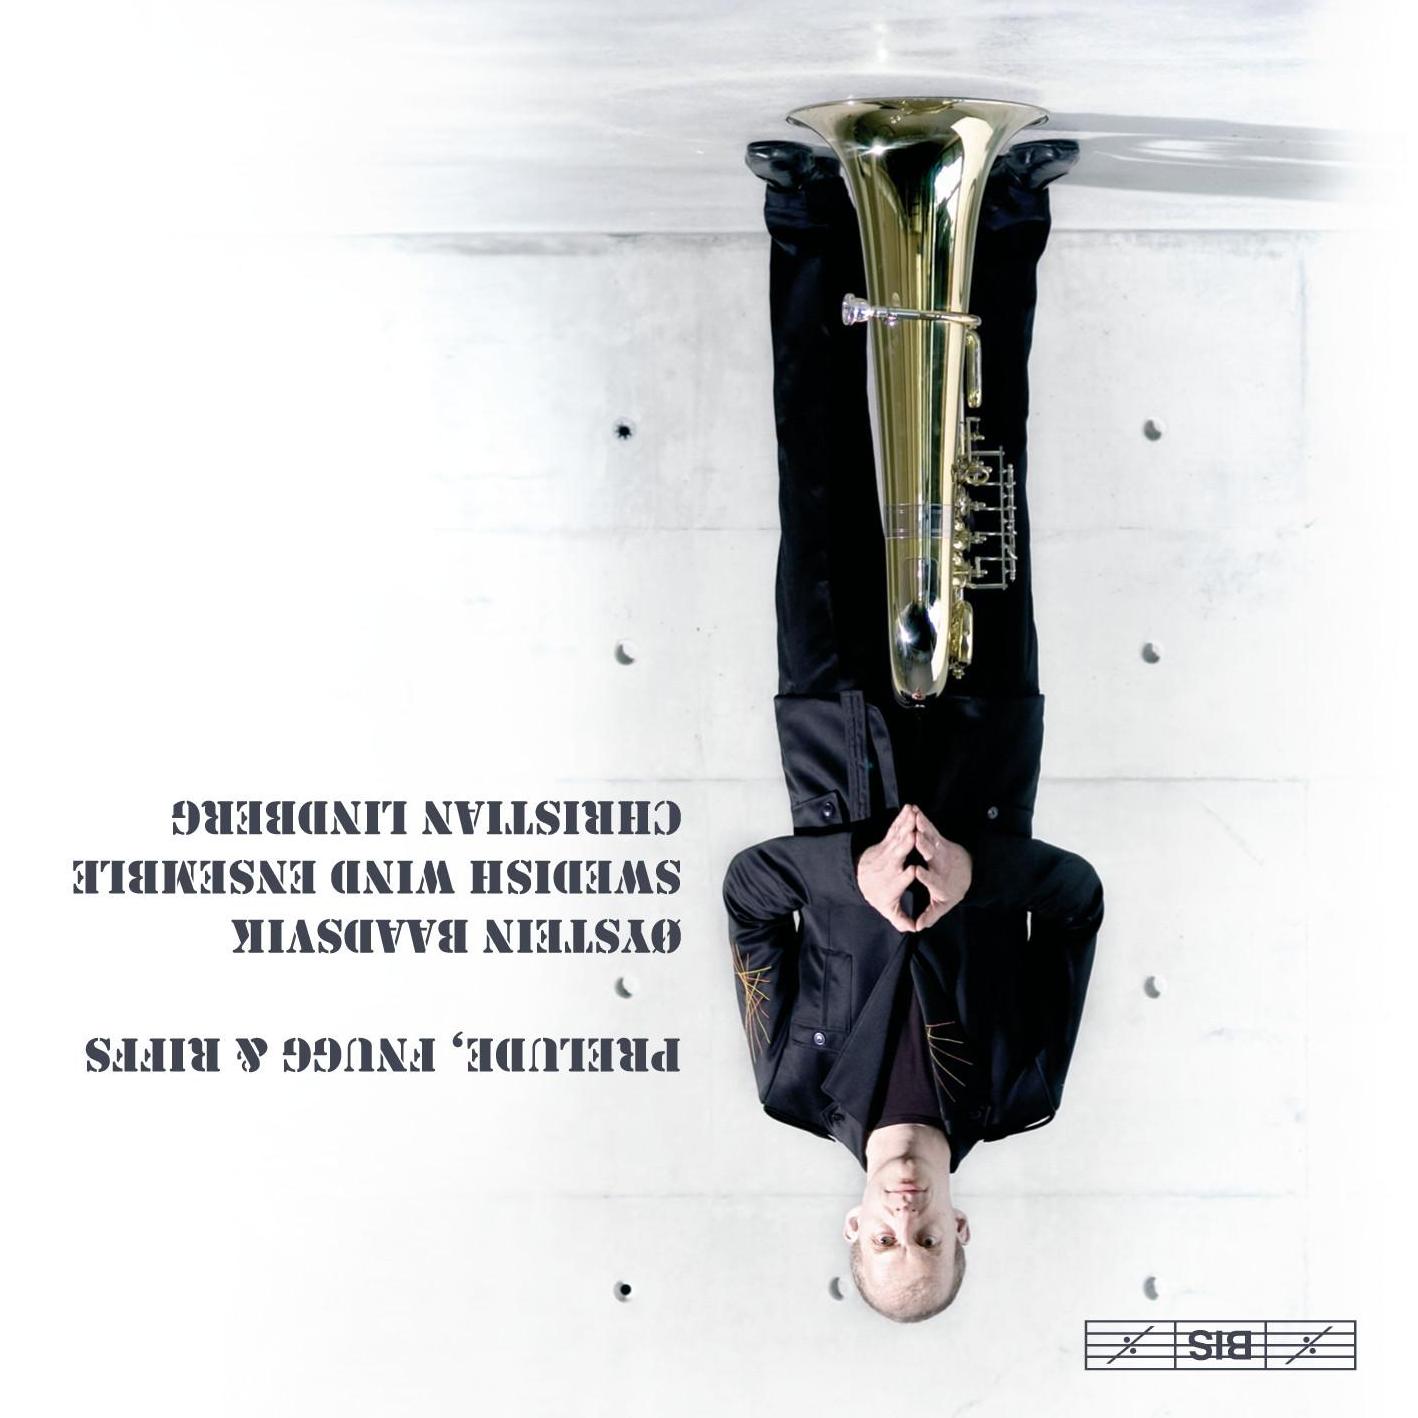 BIS
PRELUDE, FNUGG & RIFFS
ØYSTEIN BAADSVIK
SWEDISH WIND ENSEMBLE
CHRISTIAN LINDBERG